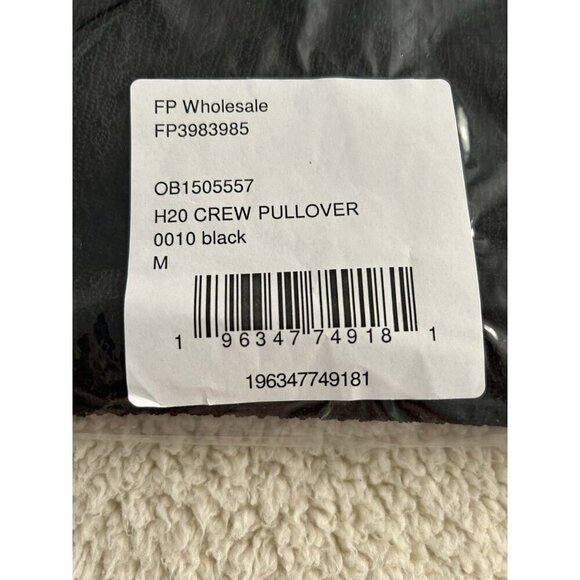 FP Wholesale
FP3983985
OB1505557
H20 CREW PULLOVER
0010 black
M
1 96347 74918 1
196347749181